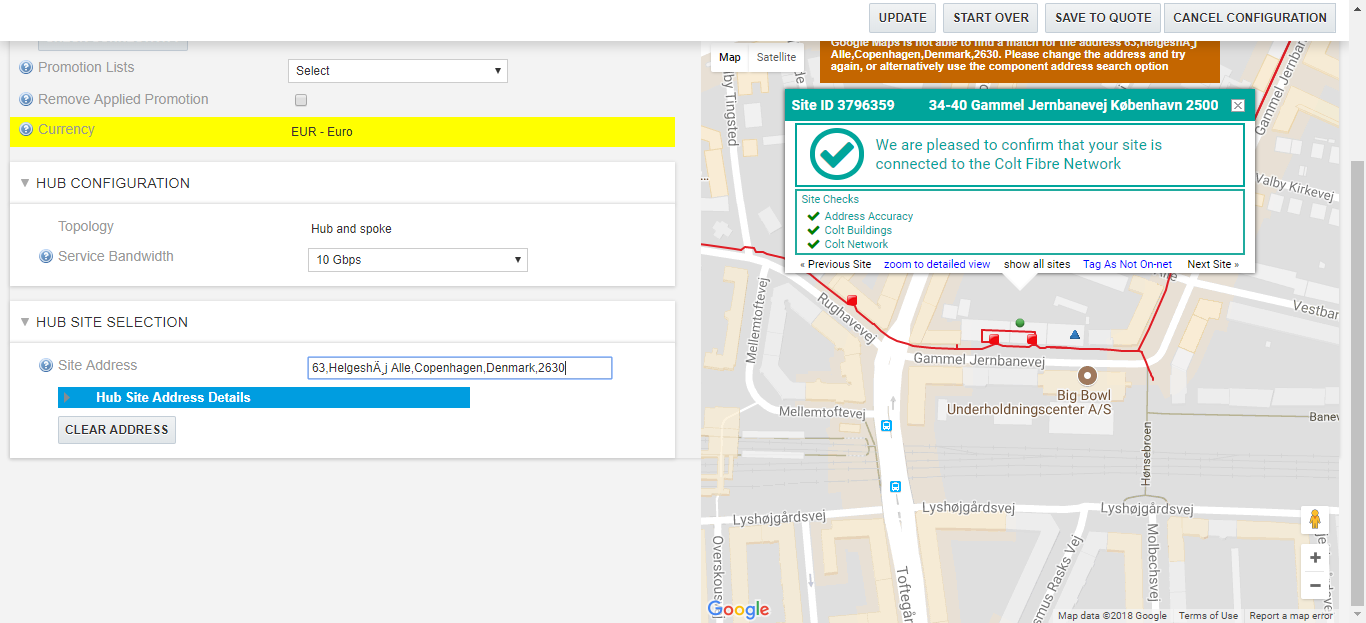 UPDATE
START OVER
SAVE TO QUOTE
CANCEL CONFIGURATION
Promotion Lists
Select
Remove Applied Promotion
Currency
EUR - Euro
HUB CONFIGURATION
Topology
Hub and spoke
Service Bandwidth
10 Gbps
HUB SITE SELECTION
Site Address
63,HelgeshÄ¸j Alle,Copenhagen,Denmark,2630
Hub Site Address Details
CLEAR ADDRESS
Map
Satellite
Google Maps is not able to find a match for the address 63,HelgeshÄ¸j
Alle,Copenhagen,Denmark,2630. Please change the address and try
again, or alternatively use the component address search option
Site ID 3796359
34-40 Gammel Jernbanevej København 2500
We are pleased to confirm that your site is
connected to the Colt Fibre Network
Site Checks
Address Accuracy
Colt Buildings
Colt Network
« Previous Site
zoom to detailed view
show all sites
Tag As Not On-net
Next Site »
by Tingsted
Gammel Jernban
Valby Kirkevej
Vestbar
Rughavevej
Mellemtoftevej
Gammel Jernbanevej
Big Bowl
Underholdningscenter A/S
Mellemtoftevej
Banev
Hønsebroen
Lyshøjgårdsvej
Lyshøjgårdsvej
Lyshøjgårdsvej
Overskous
Toftegår
smus Rasks Vej
Molbechsvej
Google
Map data ©2018 Google
Terms of Use
Report a map error